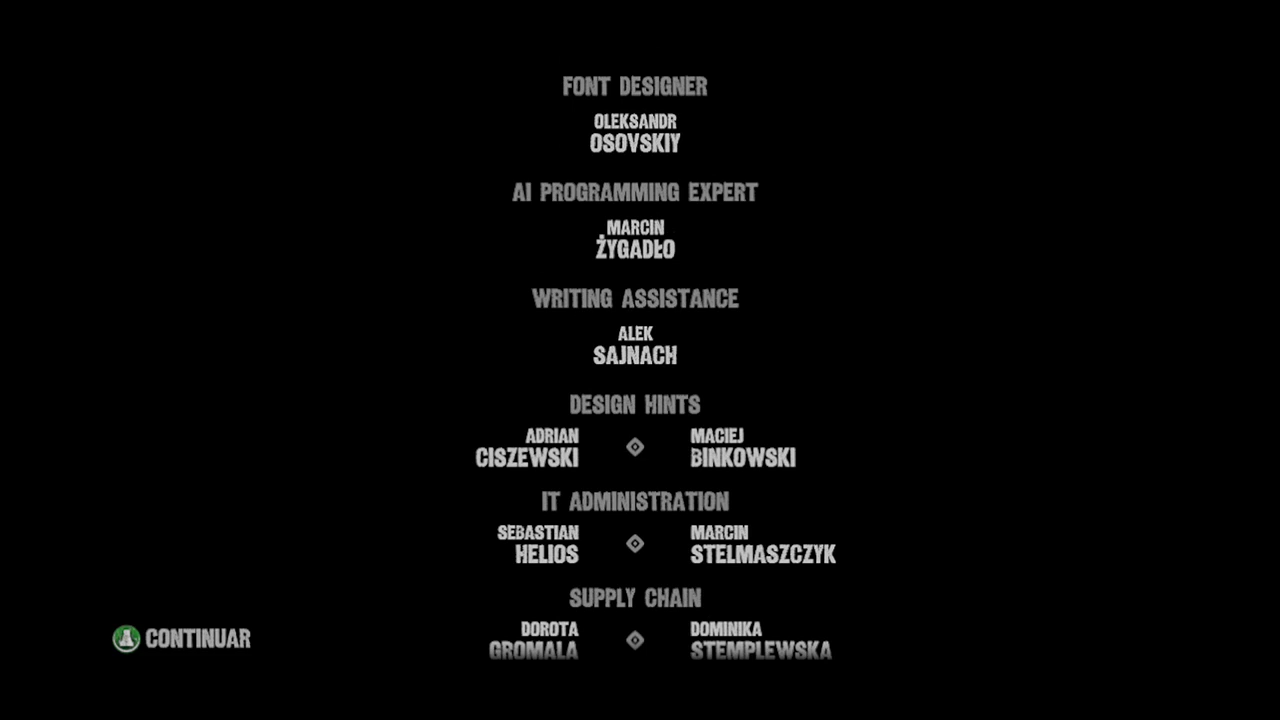 FONT DESIGNER
OLEKSANDR
OSOVSKIY
AI PROGRAMMING EXPERT
MARCIN
ŻYGADŁO
WRITING ASSISTANCE
ALEK
SAJNACH
DESIGN HINTS
ADRIAN
CISZEWSKI
MACIEJ
BINKOWSKI
IT ADMINISTRATION
SEBASTIAN
HELIOS
MARCIN
STELMASZCZYK
SUPPLY CHAIN
DOROTA
GROMALA
DOMINIKA
STEMPLEWSKA
CONTINUAR